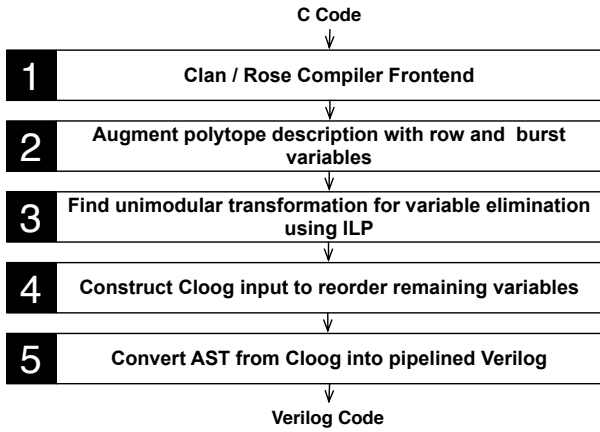 C Code
1 Clan / Rose Compiler Frontend
2 Augment polytope description with row and burst
variables
3 Find unimodular transformation for variable elimination
using ILP
4 Construct Cloog input to reorder remaining variables
5 Convert AST from Cloog into pipelined Verilog
Verilog Code